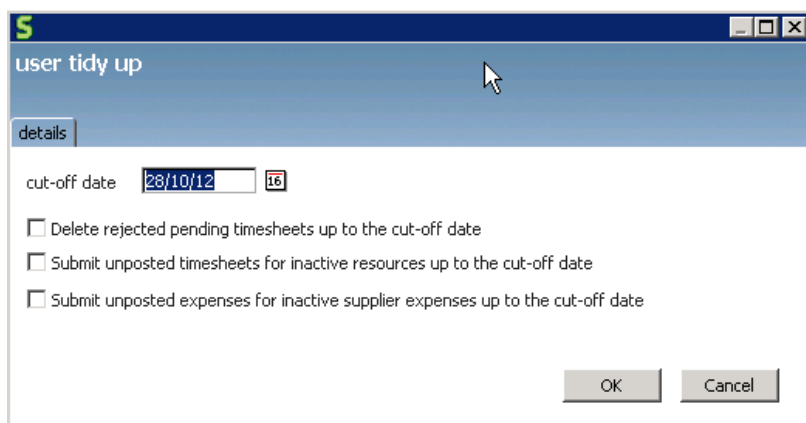 S
user tidy up
details
cut-off date 28/10/12 16
Delete rejected pending timesheets up to the cut-off date
Submit unposted timesheets for inactive resources up to the cut-off date
Submit unposted expenses for inactive supplier expenses up to the cut-off date
OK Cancel